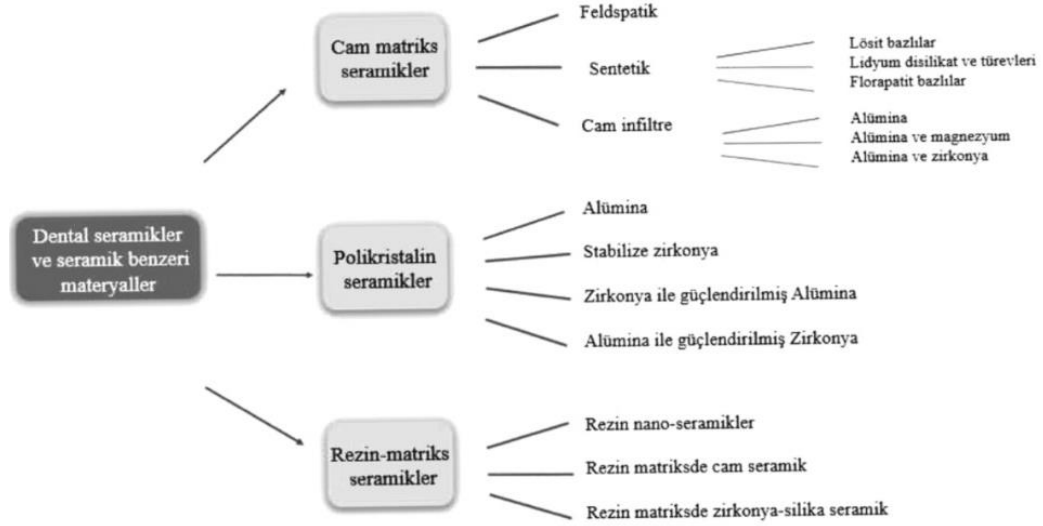 Dental seramikler
ve seramik benzeri
materyaller
Cam matriks
seramikler
Feldspatik
Sentetik
Lösit bazlılar
Lidyum disilikat ve türevleri
Florapatit bazlılar
Cam infiltre
Alümina
Alümina ve magnezyum
Alümina ve zirkonya
Polikristalin
seramikler
Alümina
Stabilize zirkonya
Zirkonya ile güçlendirilmiş Alümina
Alümina ile güçlendirilmiş Zirkonya
Rezin-matriks
seramikler
Rezin nano-seramikler
Rezin matriksde cam seramik
Rezin matriksde zirkonya-silika seramik